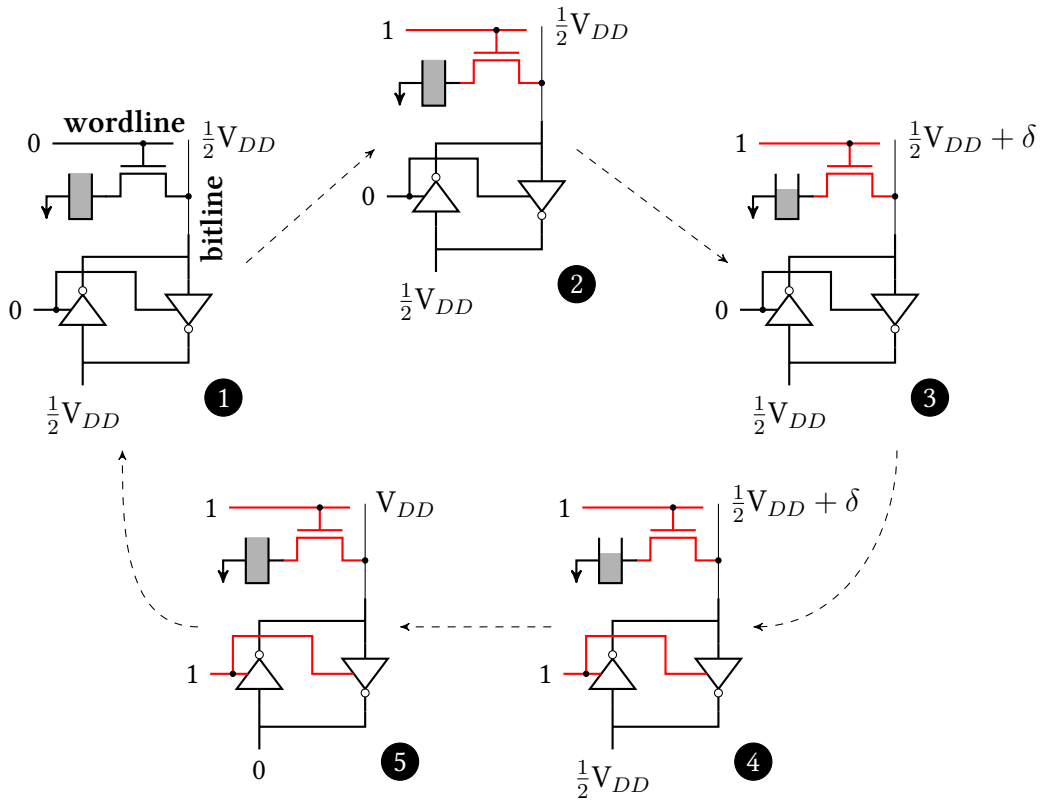 1
½V_DD
0
wordline
½V_DD
bitline
0
½V_DD
1
0
½V_DD
2
1
½V_DD + δ
0
½V_DD
3
1
V_DD
1
0
5
1
½V_DD + δ
1
½V_DD
4